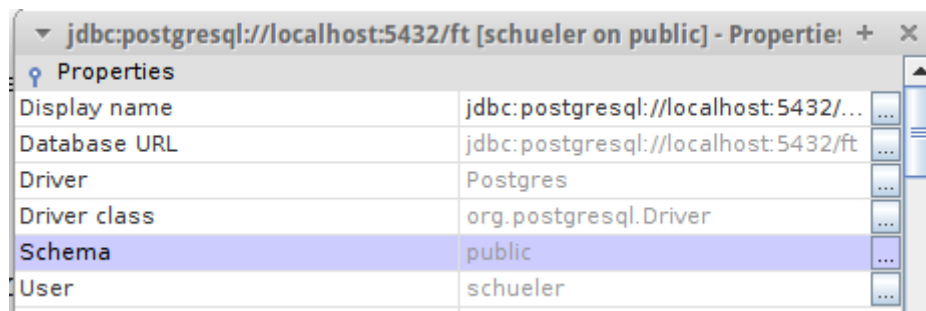 jdbc:postgresql://localhost:5432/ft [schueler on public] - Properties
Properties
Display name jdbc:postgresql://localhost:5432/... ...
Database URL jdbc:postgresql://localhost:5432/ft ...
Driver Postgres ...
Driver class org.postgresql.Driver ...
Schema public ...
User schueler ...